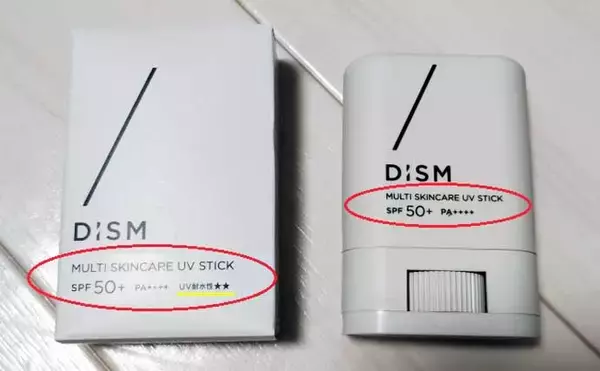 DISM
MULTI SKINCARE UV STICK
SPF 50+ PA++++ UV耐水性★★
DISM
MULTI SKINCARE UV STICK
SPF 50+ PA++++